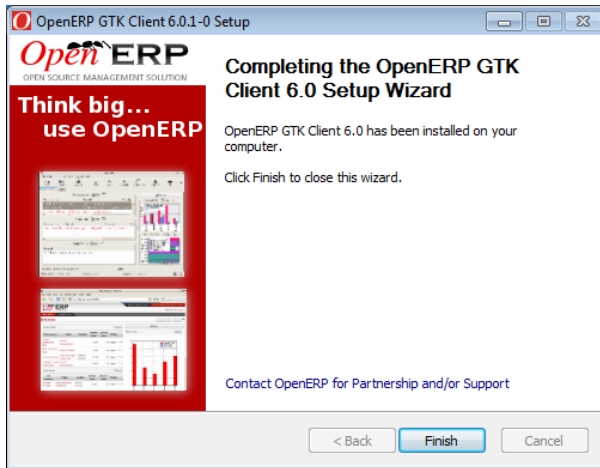 OpenERP GTK Client 6.0.1-0 Setup
Open ERP
OPEN SOURCE MANAGEMENT SOLUTION
Think big...
use OpenERP
Completing the OpenERP GTK
Client 6.0 Setup Wizard
OpenERP GTK Client 6.0 has been installed on your
computer.
Click Finish to close this wizard.
Contact OpenERP for Partnership and/or Support
< Back
Finish
Cancel